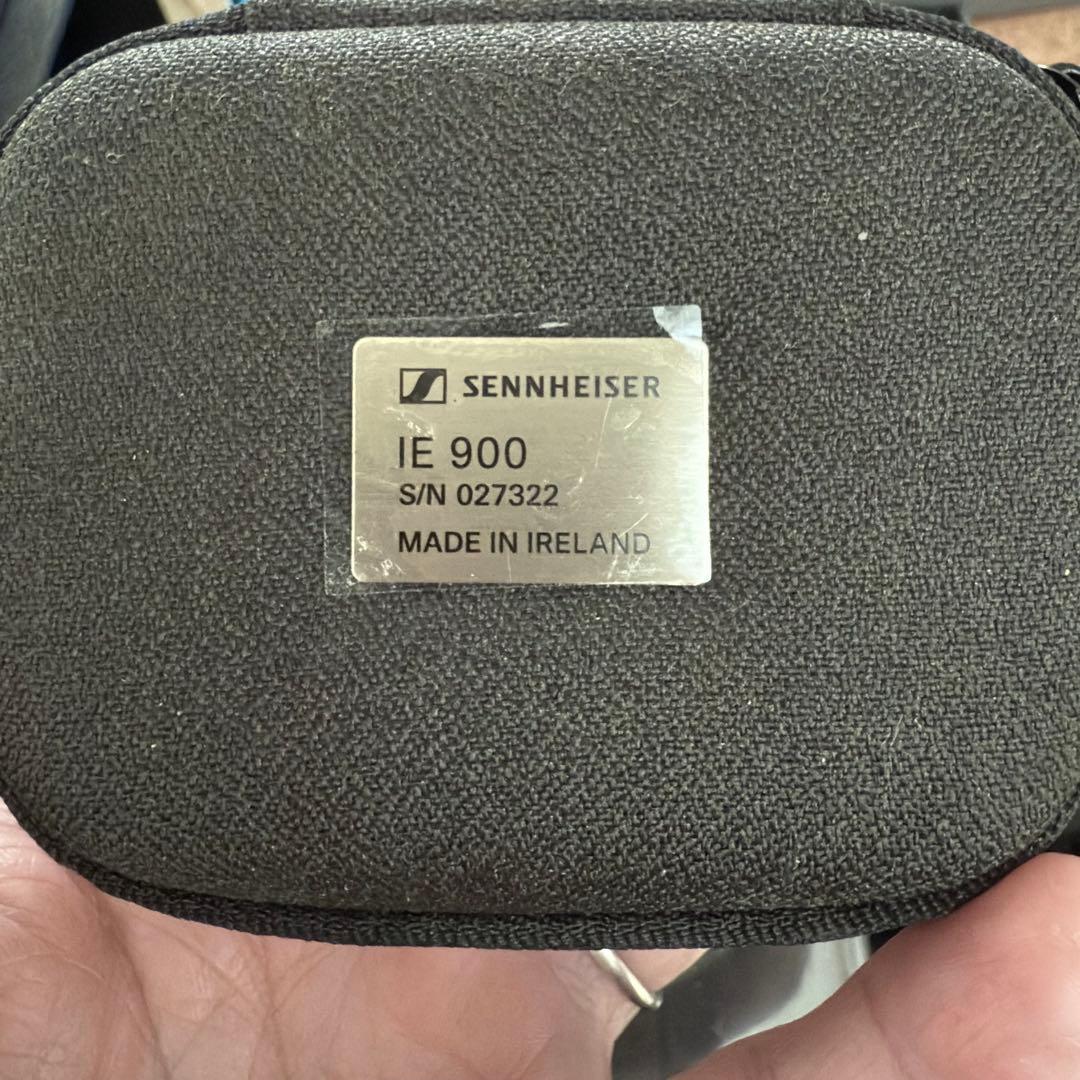 SENNHEISER
IE 900
S/N 027322
MADE IN IRELAND